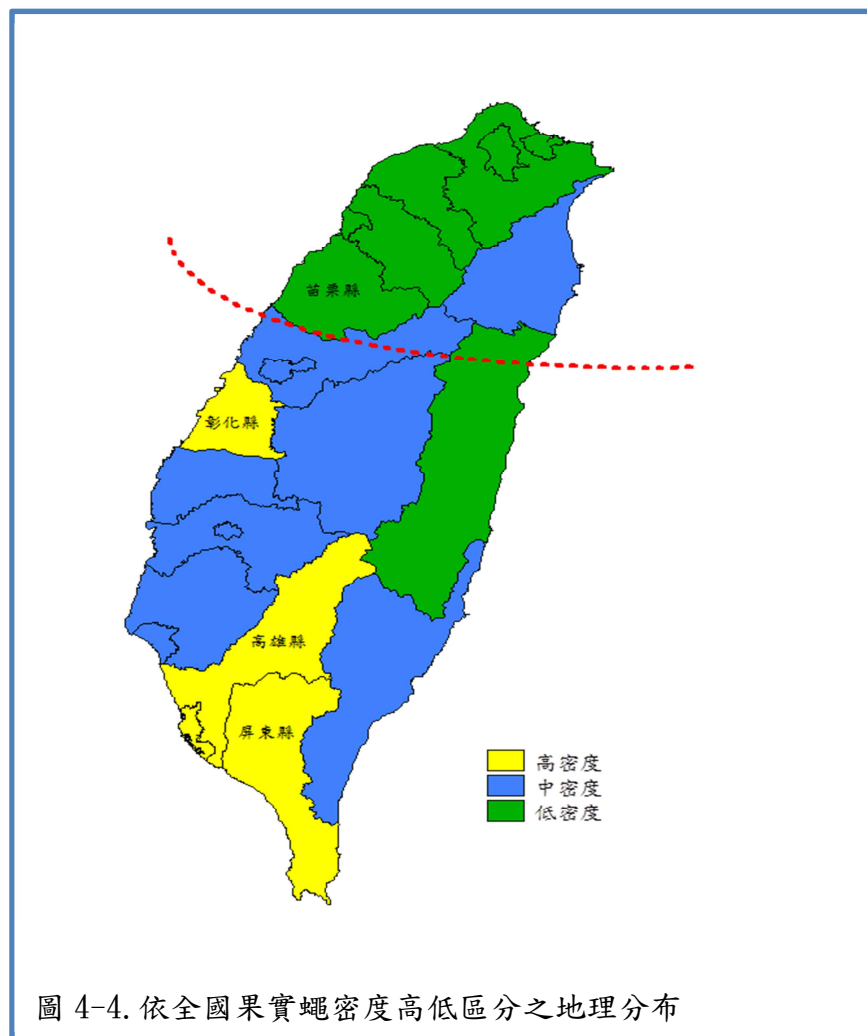 苗栗縣
彰化縣
高雄縣
屏東縣
高密度
中密度
低密度
圖 4-4.依全國果實蠅密度高低區分之地理分布